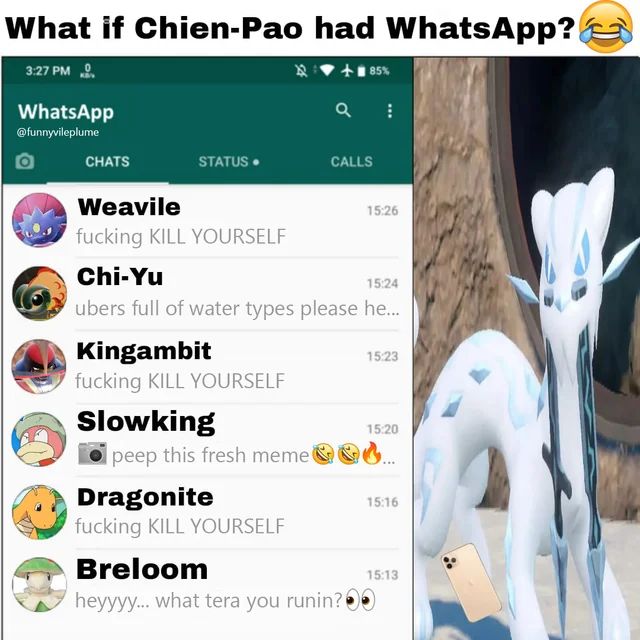 What if Chien-Pao had WhatsApp?😂
3:27 PM 0 KB/s 85%
WhatsApp
@funnyvileplume
CHATS STATUS • CALLS
Weavile 15:26
fucking KILL YOURSELF
Chi-Yu 15:24
ubers full of water types please he...
Kingambit 15:23
fucking KILL YOURSELF
Slowking 15:20
📷 peep this fresh meme🤣🤣🔥...
Dragonite 15:16
fucking KILL YOURSELF
Breloom 15:13
heyyyy... what tera you runin?👀